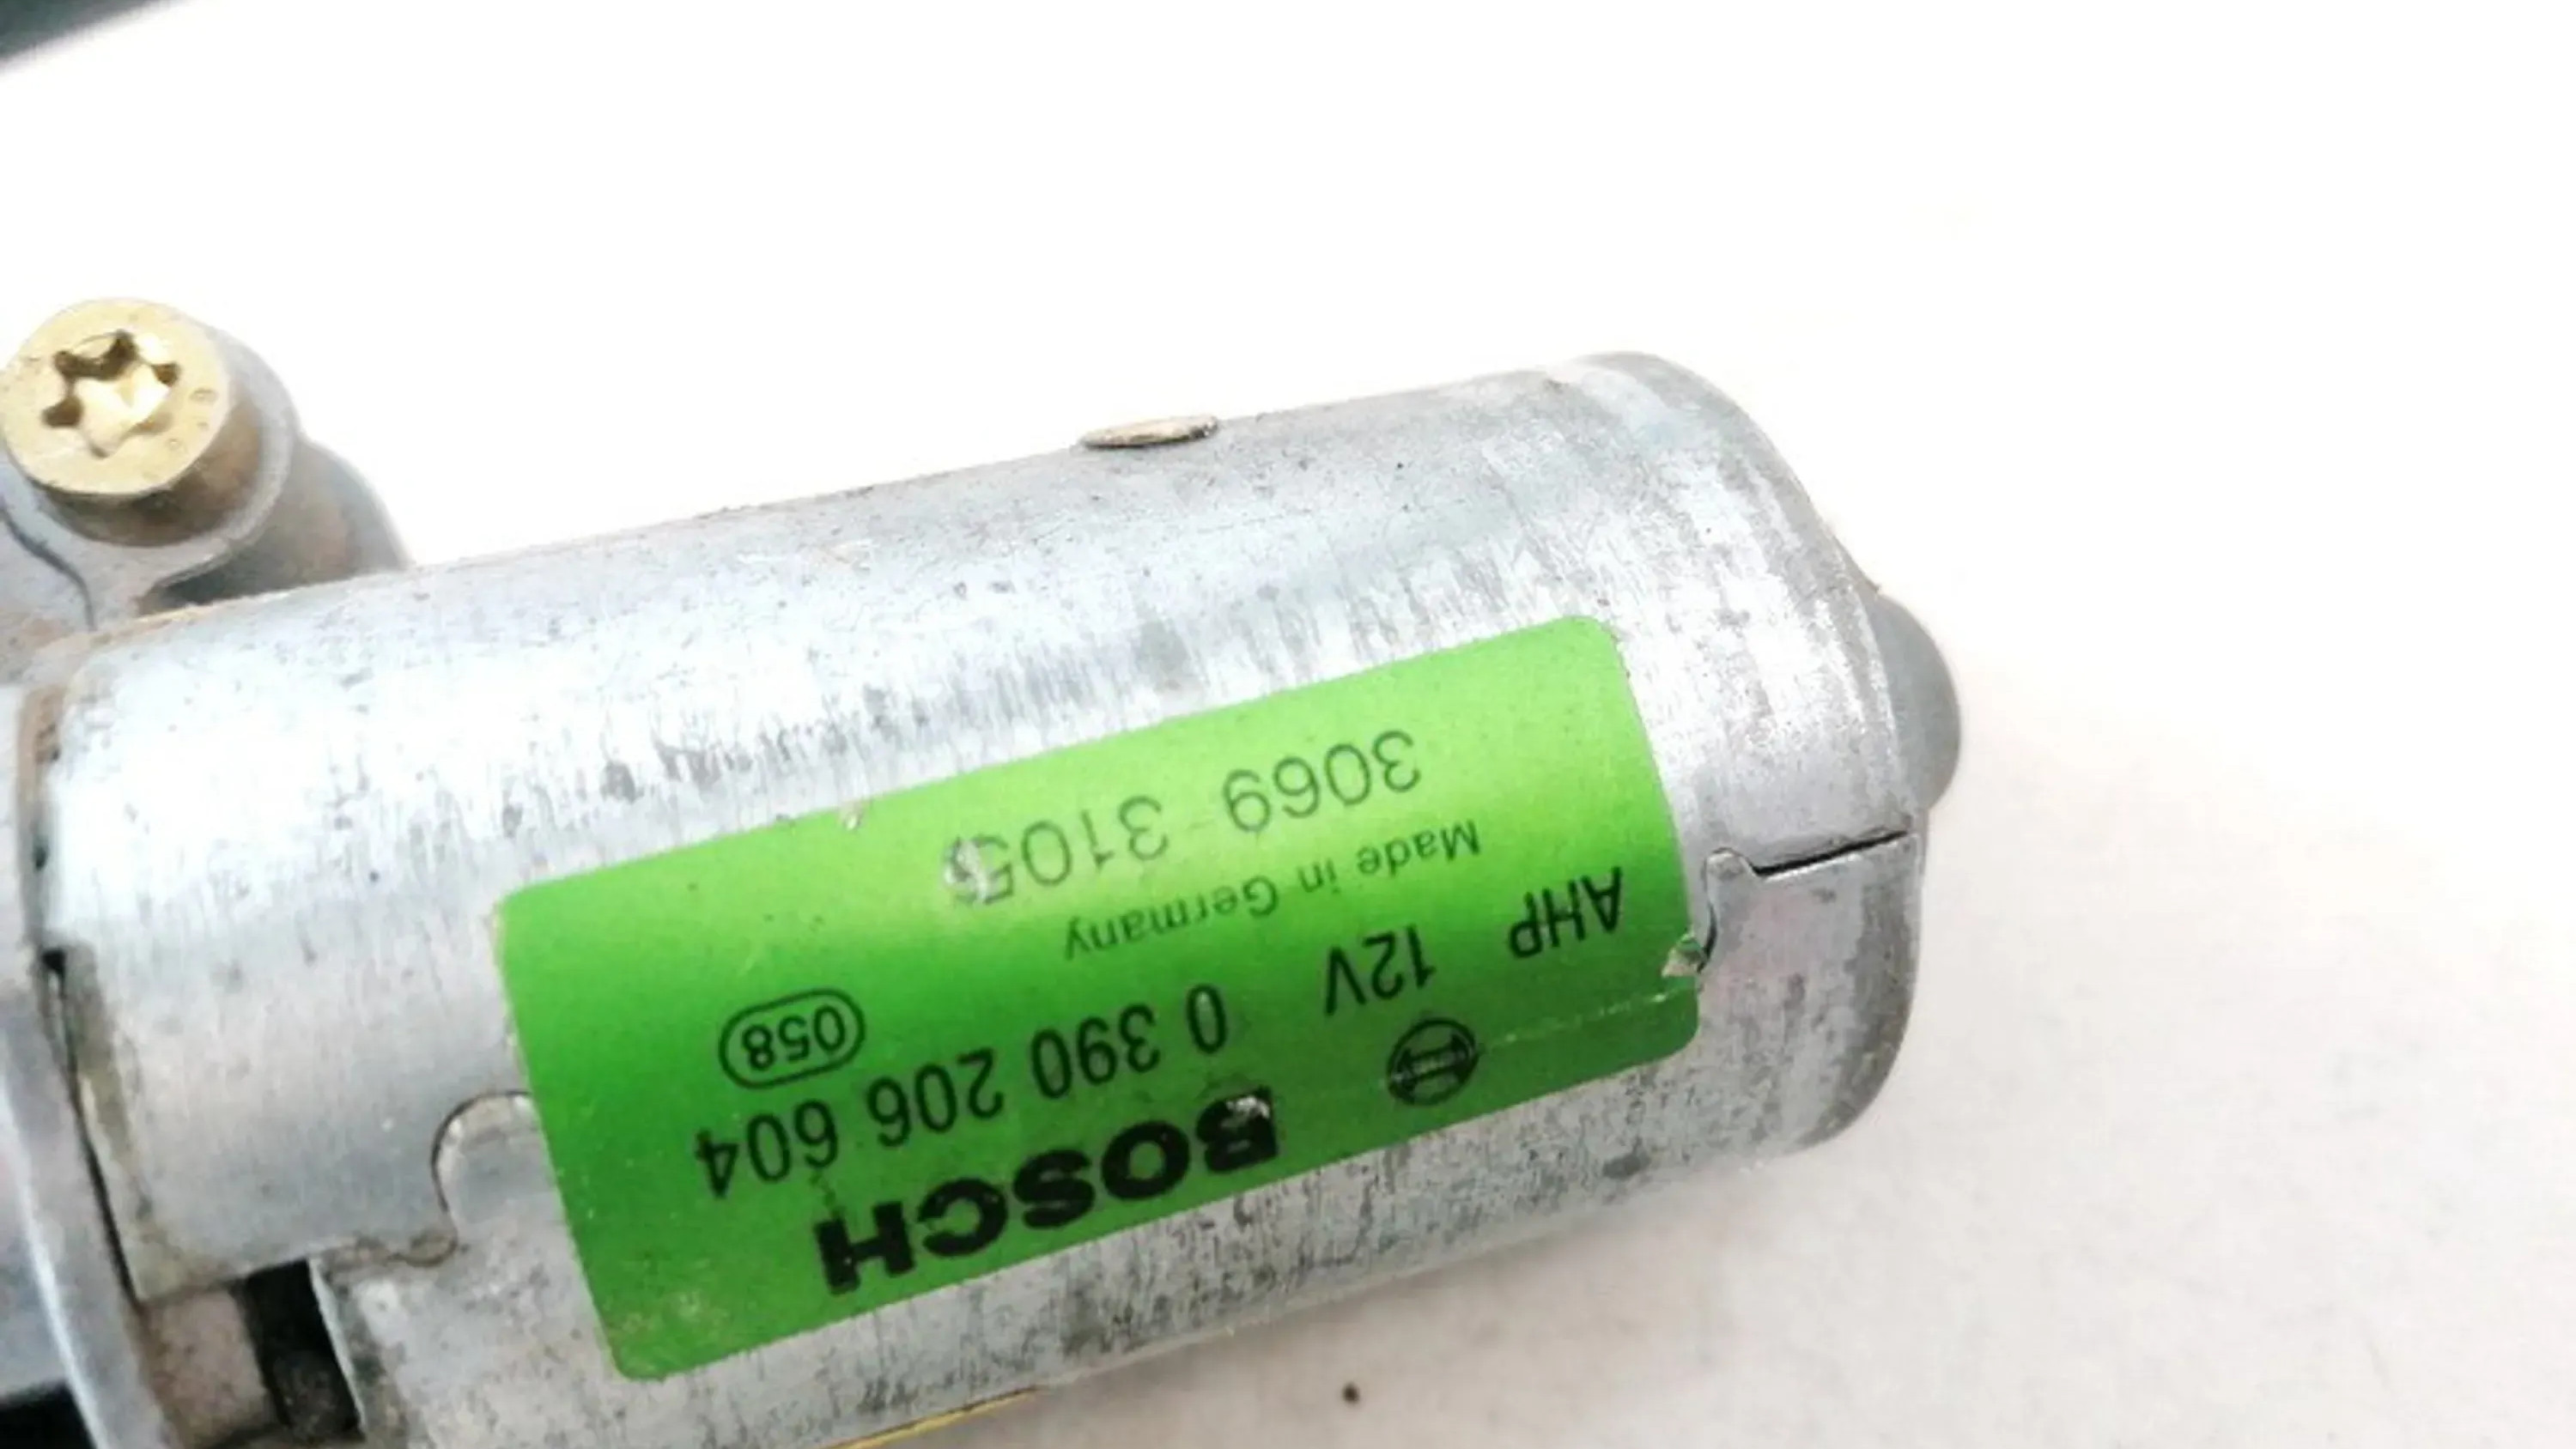 BOSCH
0 390 206 604
AHP 12V 058
Made in Germany
3069 3105